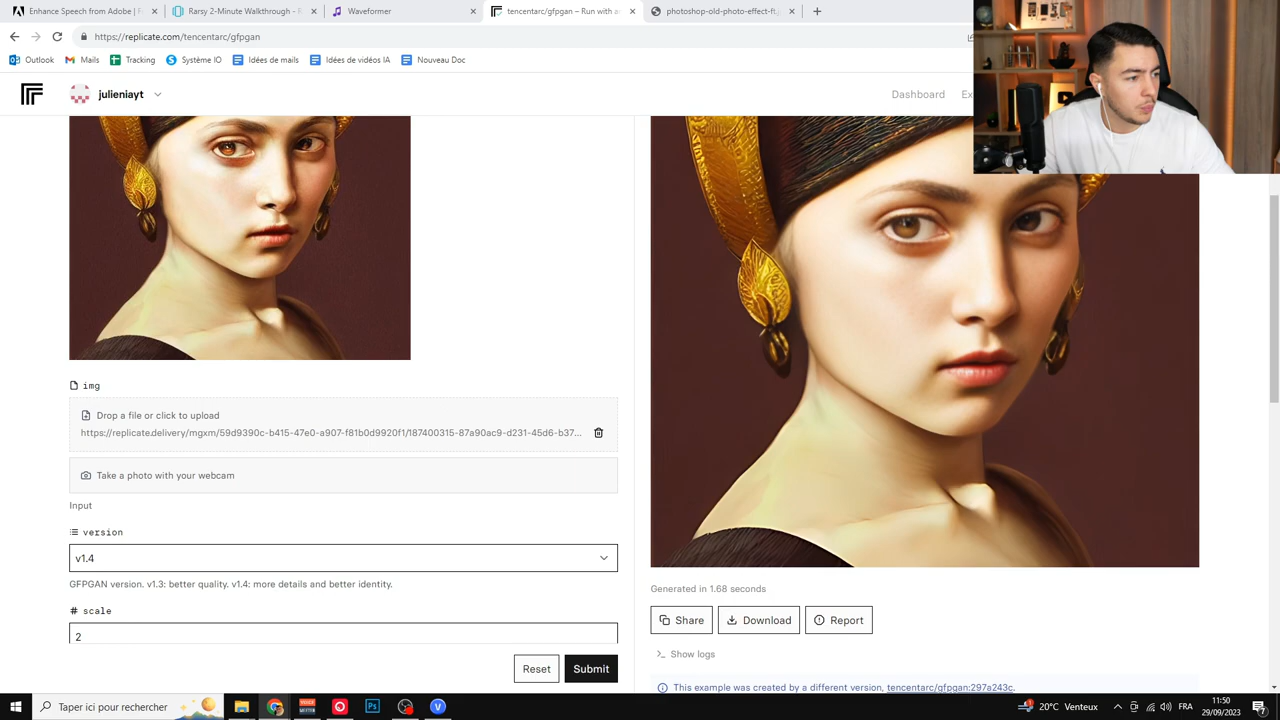 Enhance Speech from Adobe | F
Rarsy 2-Minute Walkthrough - R
Waveformer
tencentarc/gfpgan – Run with a
photoshop-old-photo-effect-ft.j
https://replicate.com/tencentarc/gfpgan
Outlook
Mails
Tracking
Système IO
Idées de mails
Idées de vidéos IA
Nouveau Doc
julieniayt
Dashboard
Ex
img
Drop a file or click to upload
https://replicate.delivery/mgxm/59d9390c-b415-47e0-a907-f81b0d9920f1/187400315-87a90ac9-d231-45d6-b37...
Take a photo with your webcam
Input
version
v1.4
GFPGAN version. v1.3: better quality. v1.4: more details and better identity.
# scale
2
Reset
Submit
Generated in 1.68 seconds
Share
Download
Report
Show logs
This example was created by a different version, tencentarc/gfpgan:297a243c.
Taper ici pour rechercher
20°C Venteux
FRA
11:50
29/09/2023